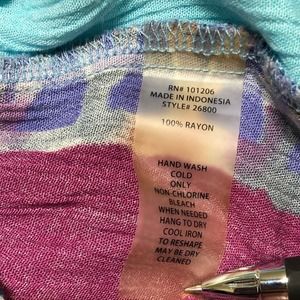 RN# 101206
MADE IN INDONESIA
STYLE# 26800
100% RAYON
HAND WASH
COLD
ONLY
NON-CHLORINE
BLEACH
WHEN NEEDED
HANG TO DRY
COOL IRON
TO RESHAPE
MAY BE DRY
CLEANED